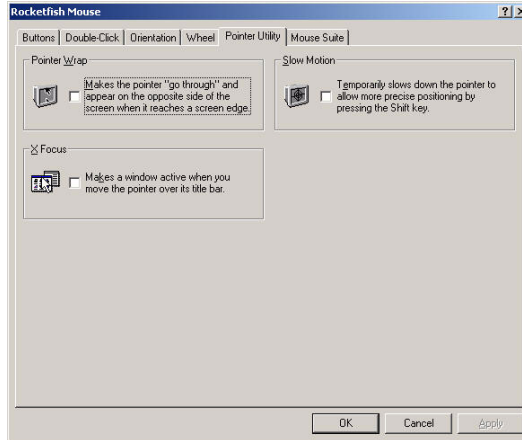 Rocketfish Mouse
Buttons Double-Click Orientation Wheel Pointer Utility Mouse Suite
Pointer Wrap
Makes the pointer "go through" and
appear on the opposite side of the
screen when it reaches a screen edge.
Slow Motion
Temporarily slows down the pointer to
allow more precise positioning by
pressing the Shift key.
X Focus
Makes a window active when you
move the pointer over its title bar.
OK Cancel Apply